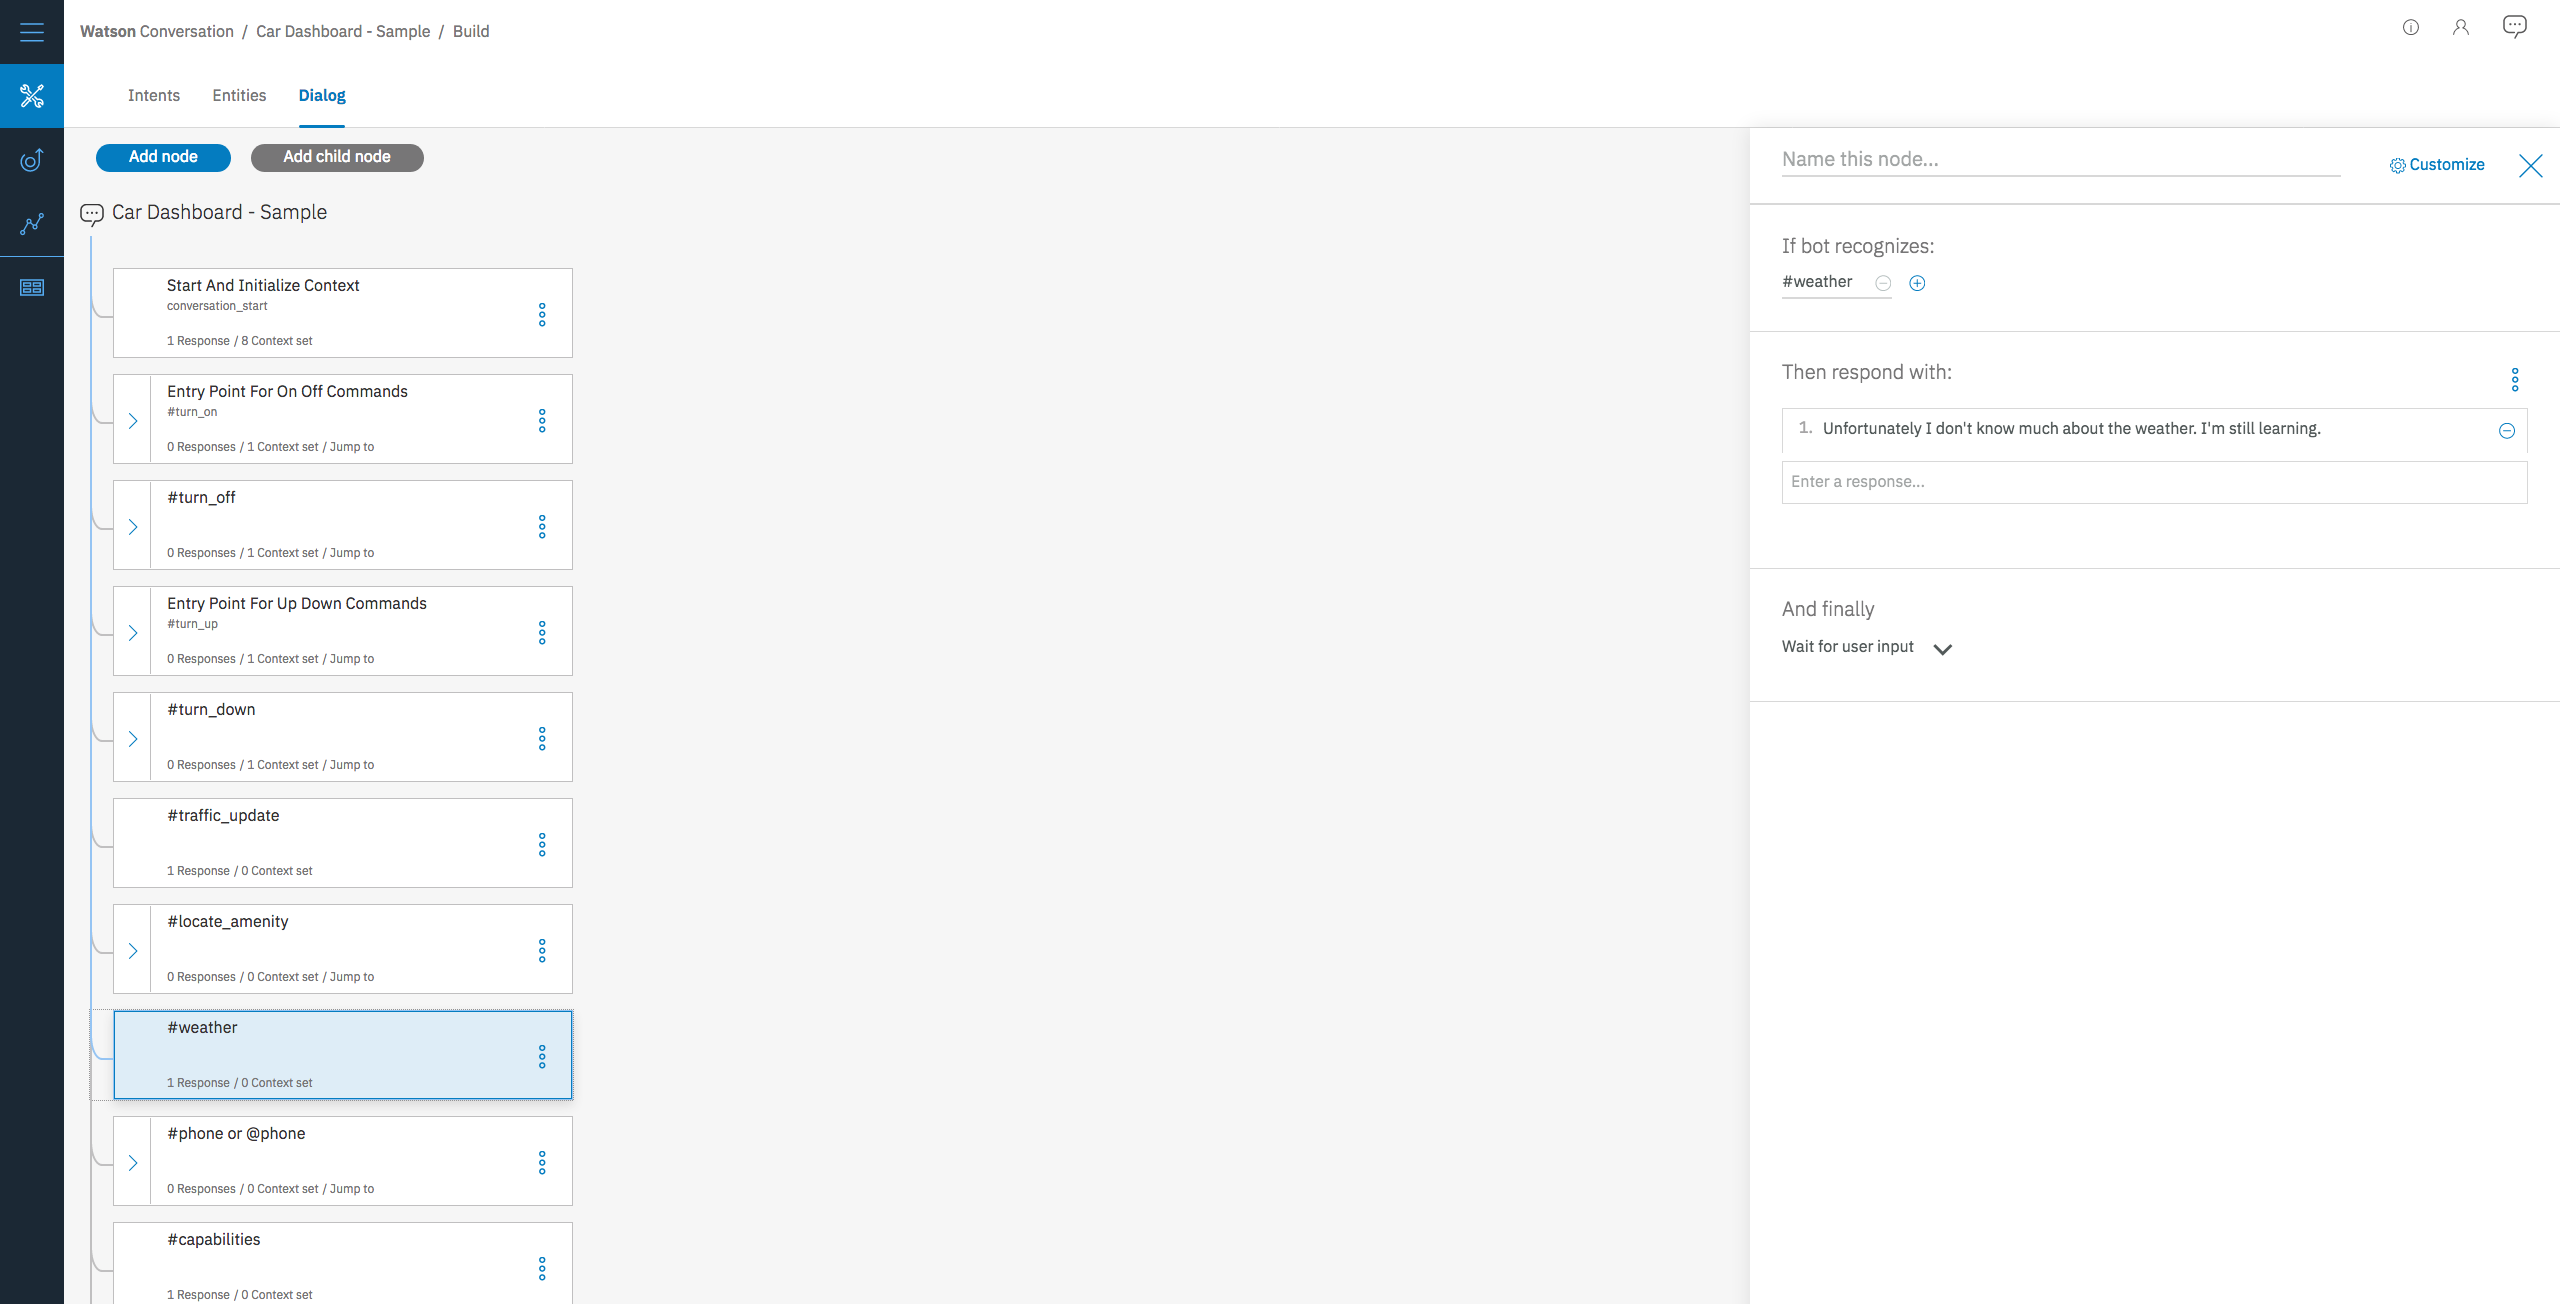 Watson Conversation / Car Dashboard - Sample / Build
Intents Entities Dialog
Add node Add child node
Car Dashboard - Sample
Start And Initialize Context
conversation_start
1 Response / 8 Context set
Entry Point For On Off Commands
#turn_on
0 Responses / 1 Context set / Jump to
#turn_off
0 Responses / 1 Context set / Jump to
Entry Point For Up Down Commands
#turn_up
0 Responses / 1 Context set / Jump to
#turn_down
0 Responses / 1 Context set / Jump to
#traffic_update
1 Response / 0 Context set
#locate_amenity
0 Responses / 0 Context set / Jump to
#weather
1 Response / 0 Context set
#phone or @phone
0 Responses / 0 Context set / Jump to
#capabilities
1 Response / 0 Context set
Name this node...
Customize
If bot recognizes:
#weather
Then respond with:
1. Unfortunately I don't know much about the weather. I'm still learning.
Enter a response...
And finally
Wait for user input